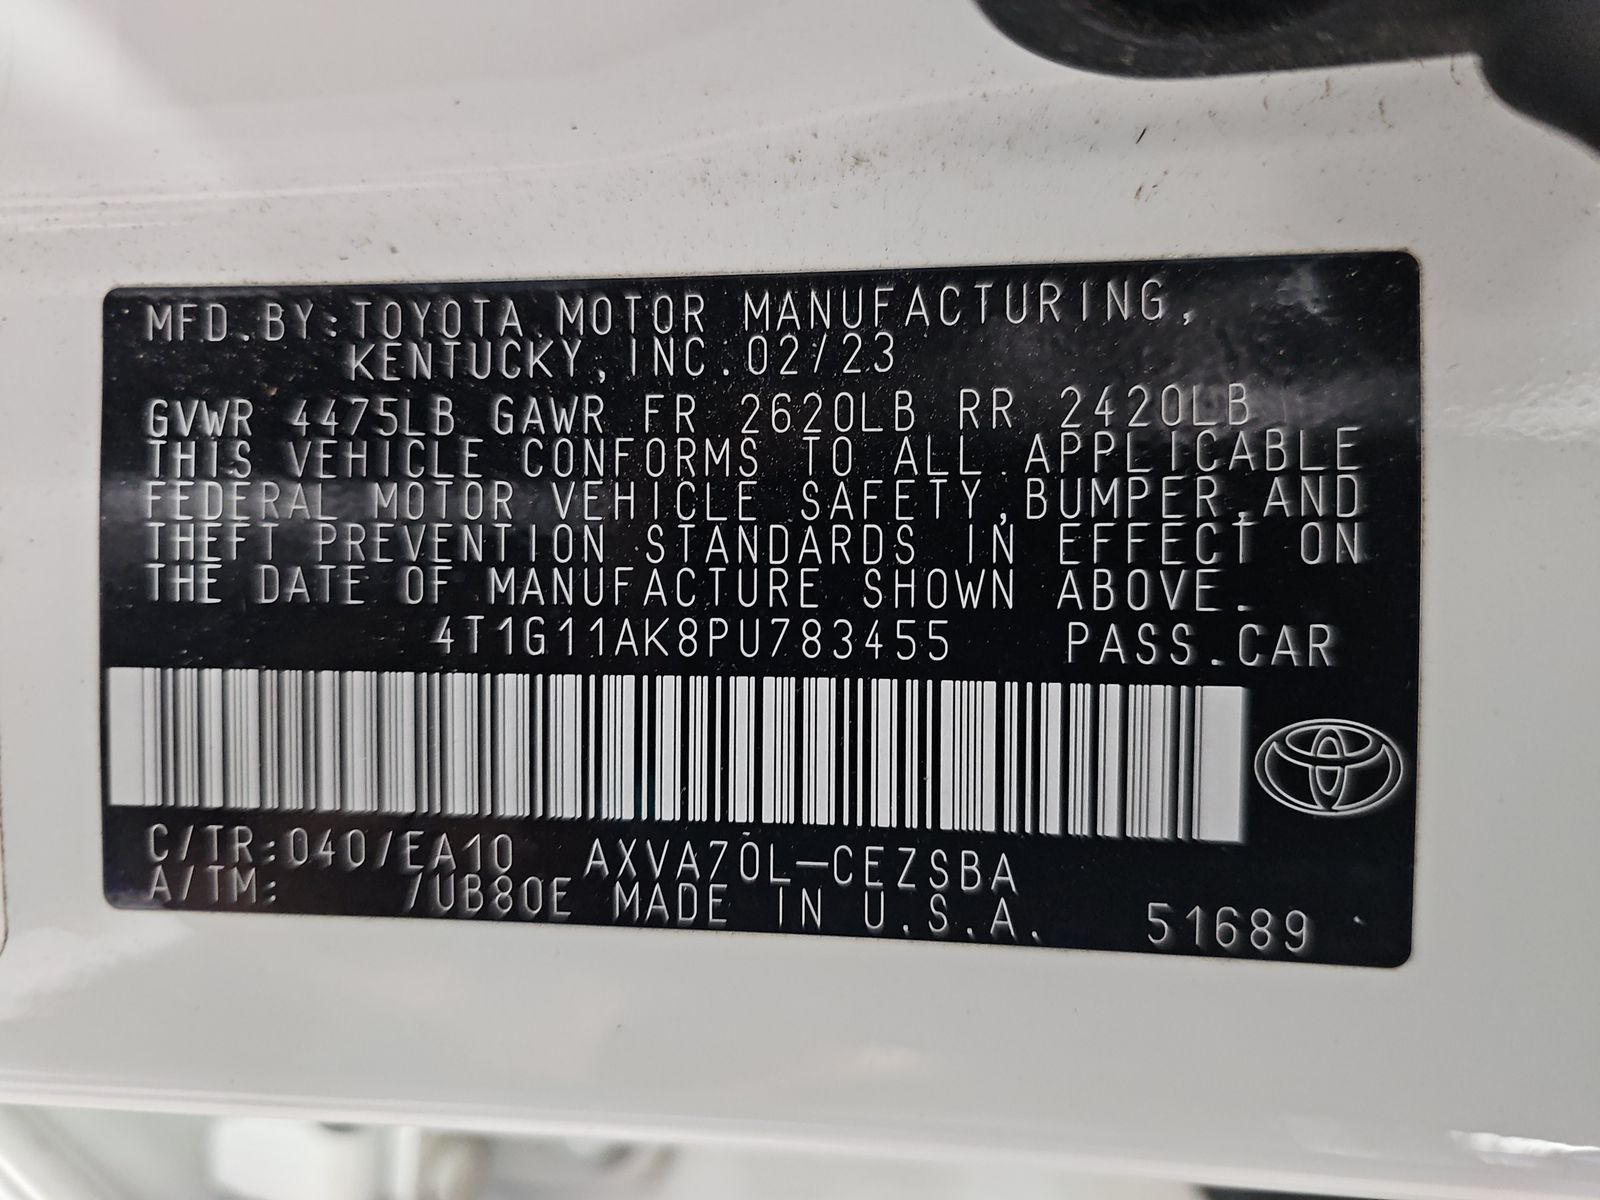 MFD.BY:TOYOTA MOTOR MANUFACTURING,
KENTUCKY,INC.02/23
GVWR 4475LB GAWR FR 2620LB RR 2420LB
THIS VEHICLE CONFORMS TO ALL APPLICABLE
FEDERAL MOTOR VEHICLE SAFETY,BUMPER,AND
THEFT PREVENTION STANDARDS IN EFFECT ON
THE DATE OF MANUFACTURE SHOWN ABOVE.
4T1G11AK8PU783455 PASS.CAR
C/TR:040/EA10 AXVA70L-CEZSBA
A/TM: /UB80E MADE IN U.S.A. 51689